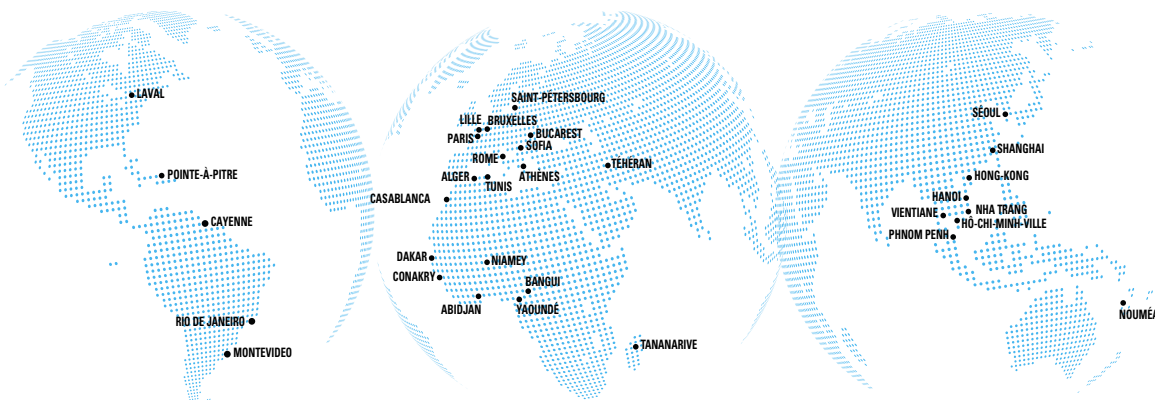 LAVAL
POINTE-À-PITRE
CAYENNE
RIO DE JANEIRO
MONTEVIDEO
SAINT-PÉTERSBOURG
LILLE
BRUXELLES
PARIS
BUCAREST
SOFIA
ROME
TÉHÉRAN
ATHÈNES
ALGER
TUNIS
CASABLANCA
DAKAR
NIAMEY
CONAKRY
BANGUI
ABIDJAN
YAOUNDÉ
TANANARIVE
SÉOUL
SHANGHAI
HONG-KONG
HANOI
VIENTIANE
NHA TRANG
HÔ-CHI-MINH-VILLE
PHNOM PENH
NOUMÉA